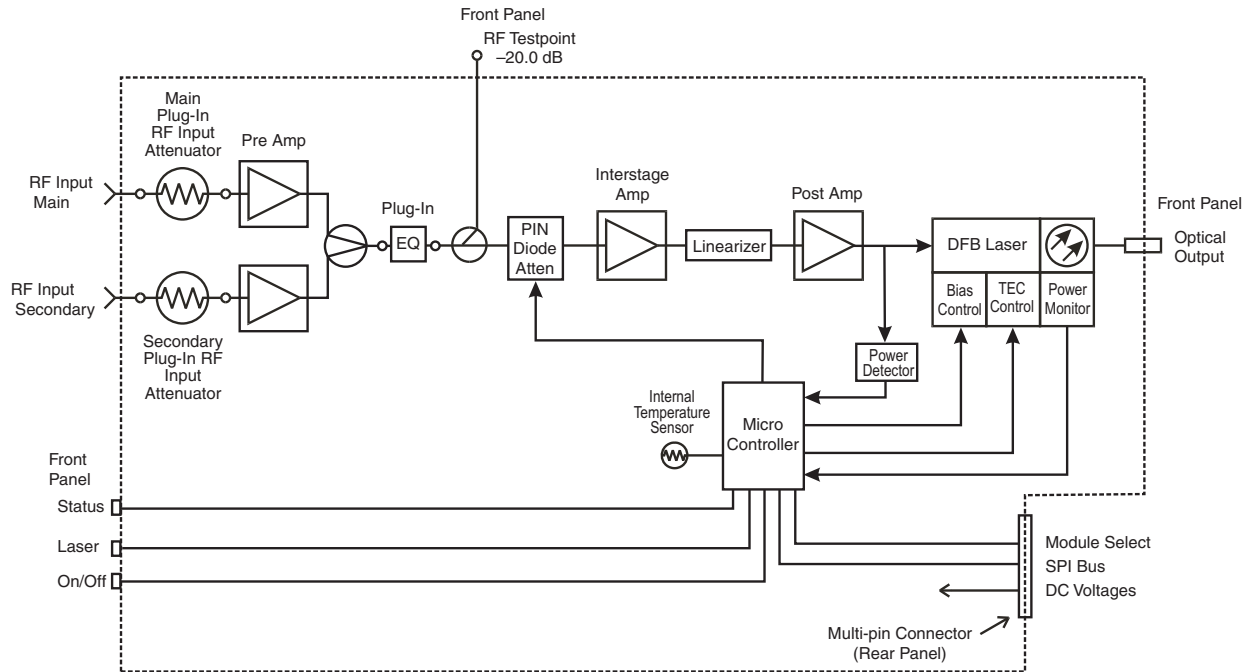 Front Panel
RF Testpoint
–20.0 dB
Main
Plug-In
RF Input
Attenuator
Pre Amp
RF Input
Main
Plug-In
EQ
PIN
Diode
Atten
Interstage
Amp
Linearizer
Post Amp
DFB Laser
Bias
Control
TEC
Control
Power
Monitor
Front Panel
Optical
Output
RF Input
Secondary
Secondary
Plug-In RF
Input
Attenuator
Power
Detector
Internal
Temperature
Sensor
Micro
Controller
Front
Panel
Status
Laser
On/Off
Module Select
SPI Bus
DC Voltages
Multi-pin Connector
(Rear Panel)